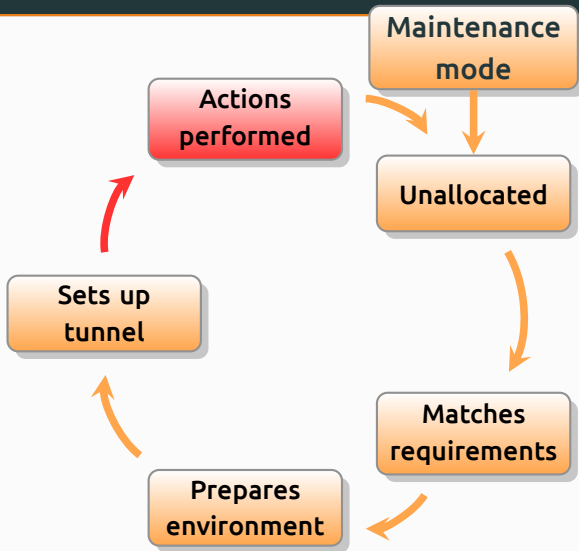 Maintenance
mode
Actions
performed
Unallocated
Sets up
tunnel
Matches
requirements
Prepares
environment